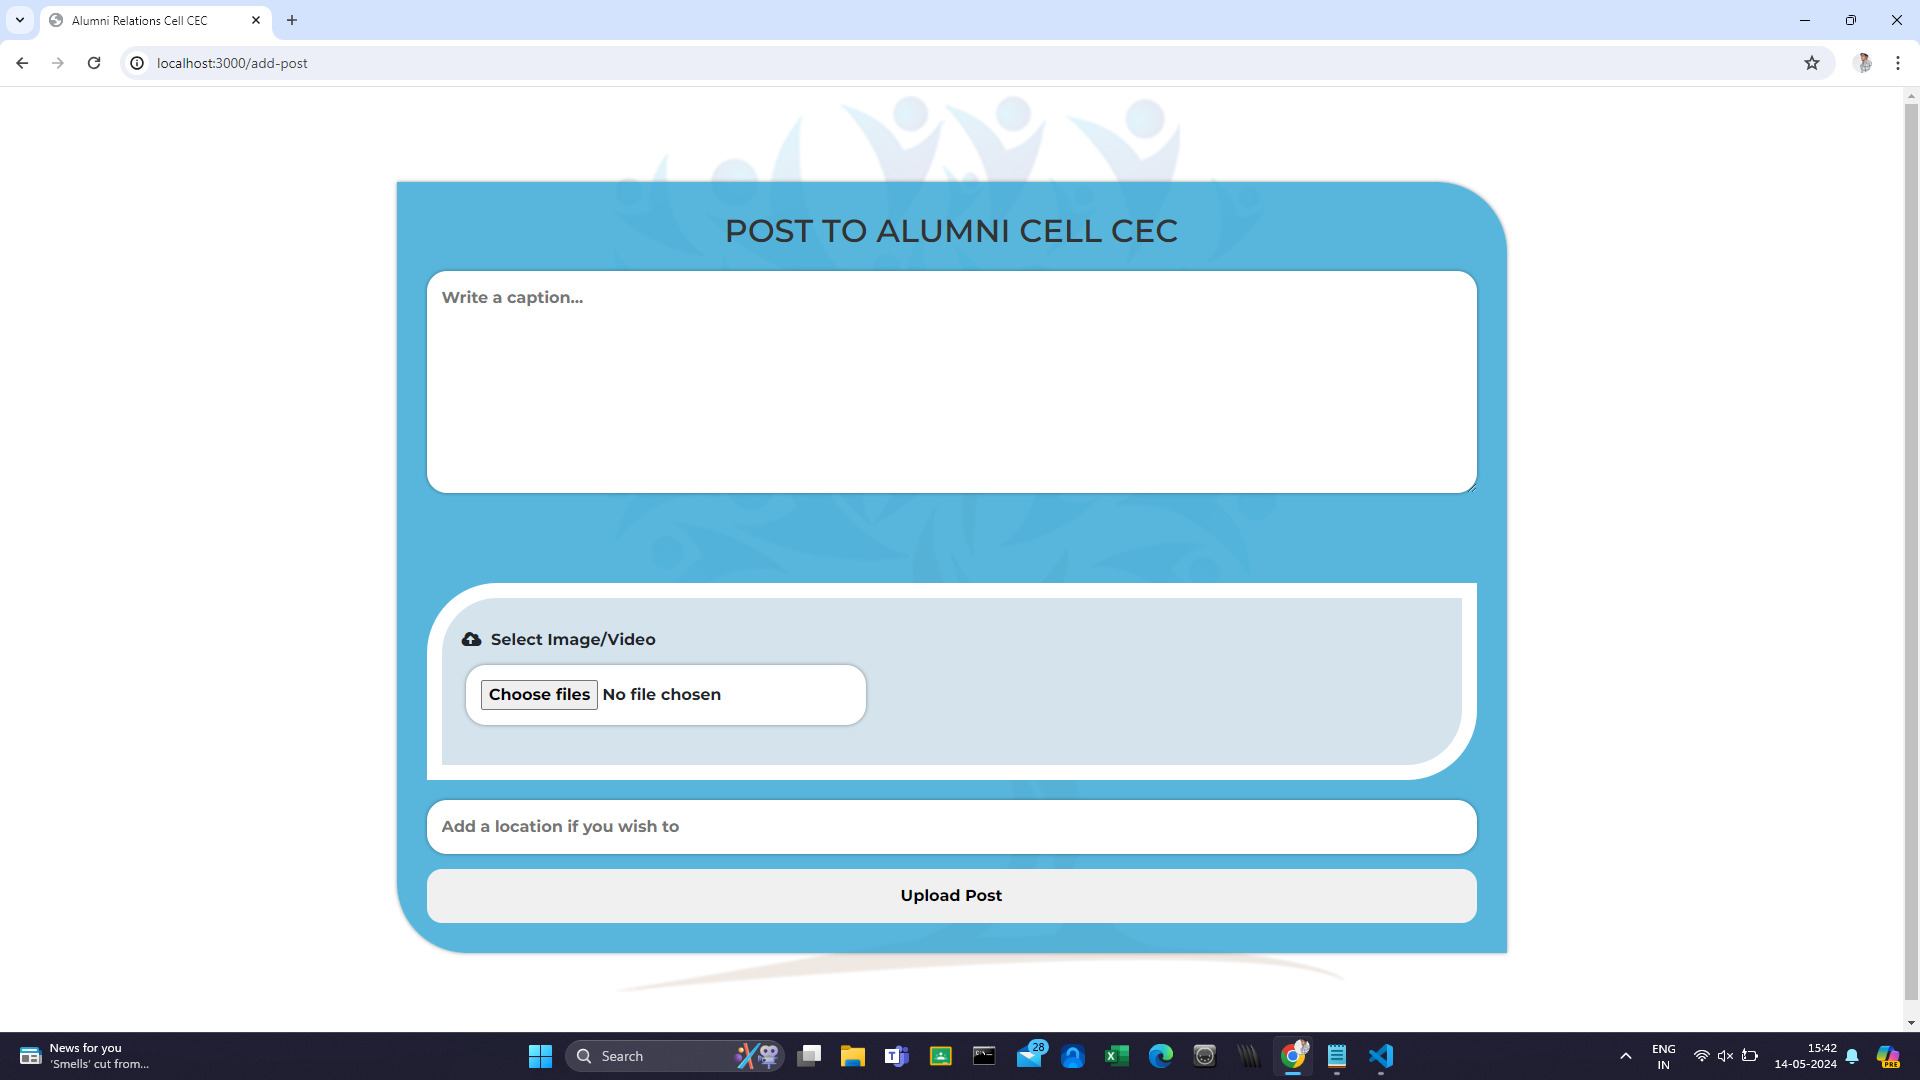 Alumni Relations Cell CEC
localhost:3000/add-post
POST TO ALUMNI CELL CEC
Write a caption...
Select Image/Video
Choose files No file chosen
Add a location if you wish to
Upload Post
News for you
'Smells' cut from...
Search
28
ENG
IN
15:42
14-05-2024
PRE